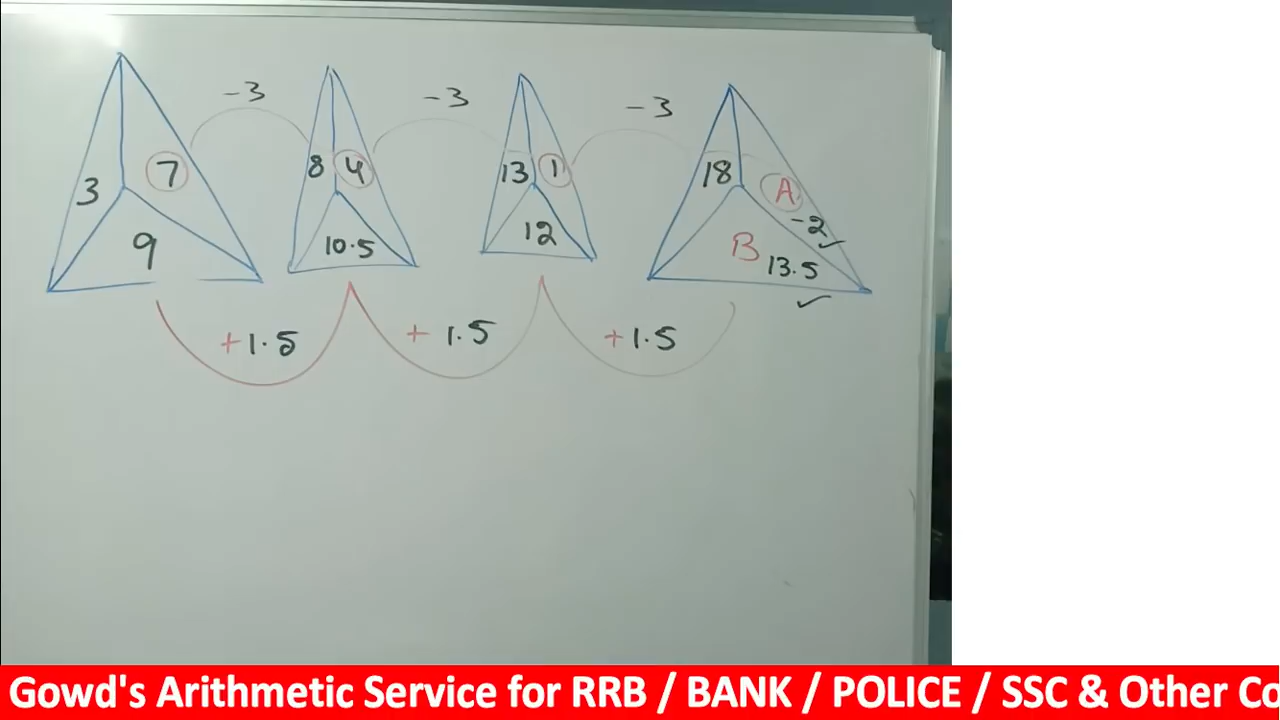 -3 -3 -3
3 7 8 4 13 1 18 A
-2
9 10.5 12 B 13.5
+1.5 +1.5 +1.5
Gowd's Arithmetic Service for RRB / BANK / POLICE / SSC & Other Co